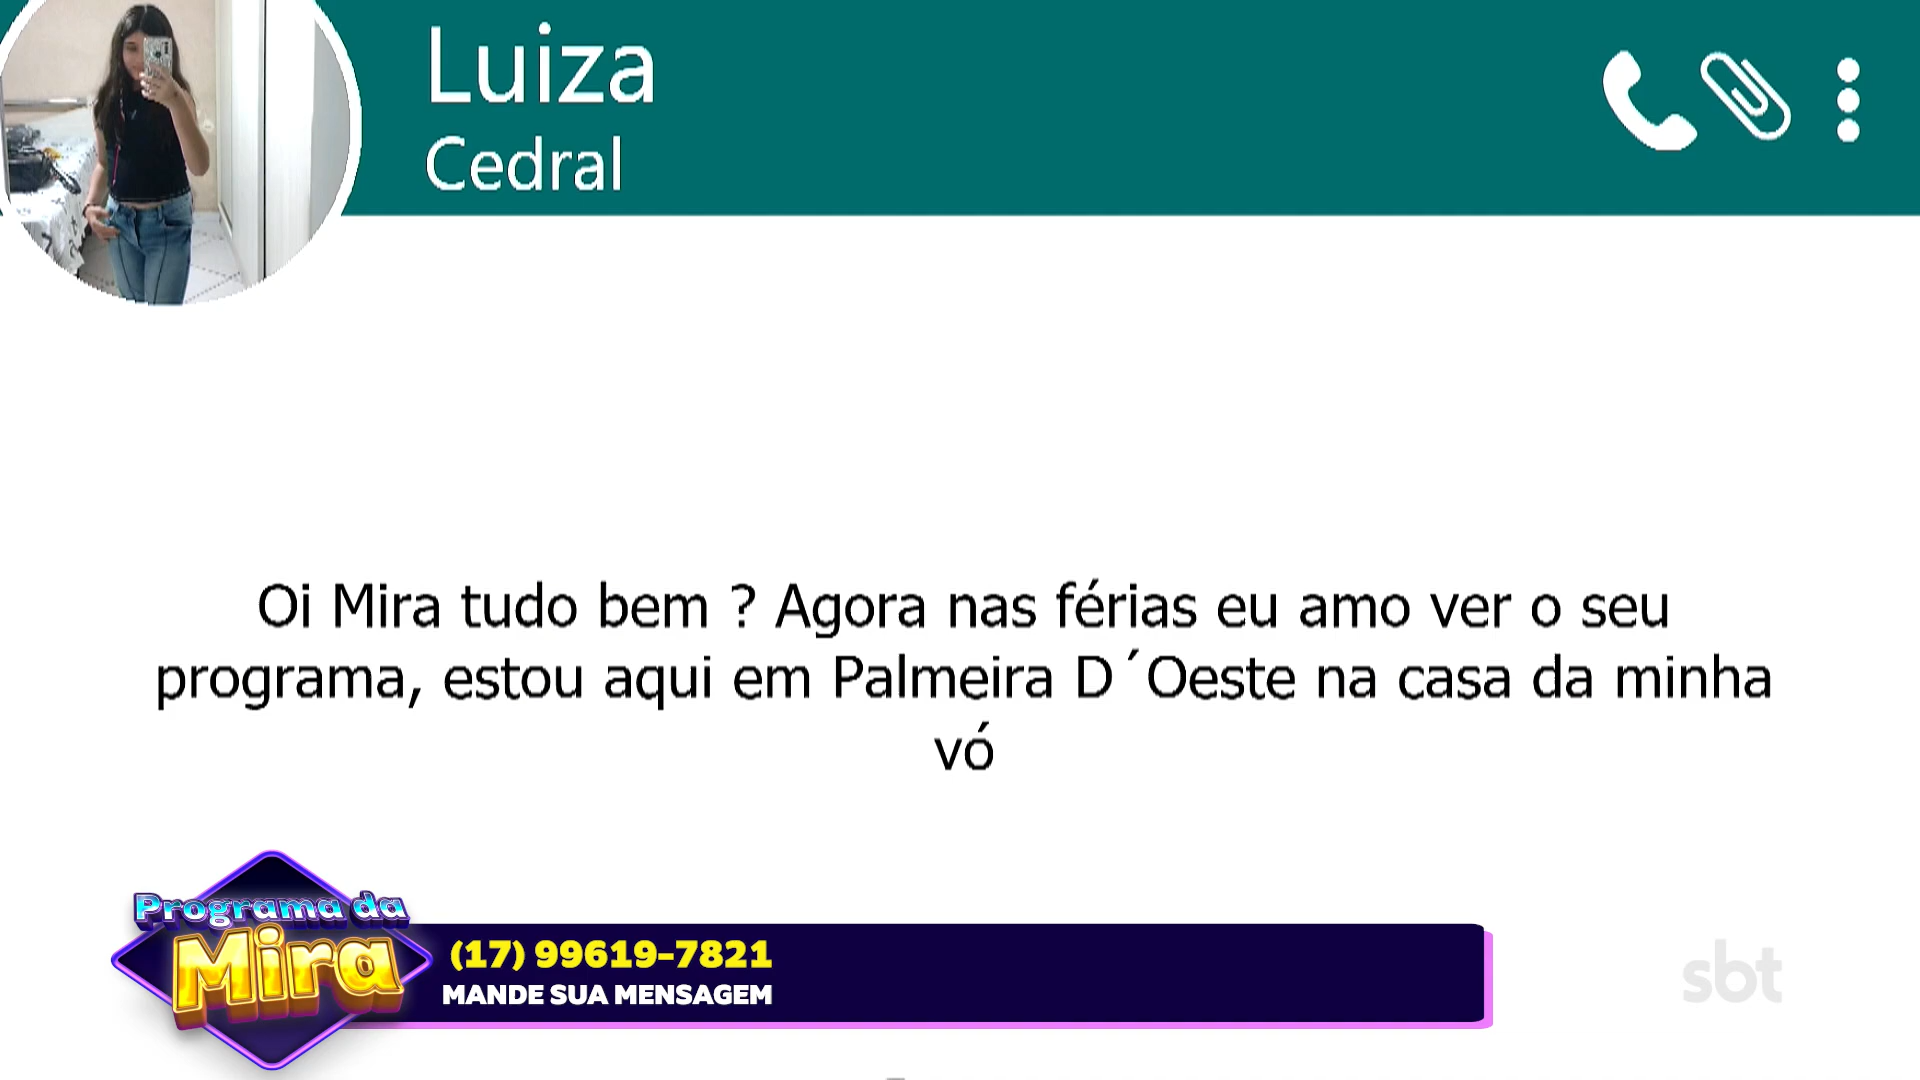 Luiza
Cedral
Oi Mira tudo bem ? Agora nas férias eu amo ver o seu
programa, estou aqui em Palmeira D´Oeste na casa da minha
vó
Programa da
Mira
(17) 99619-7821
MANDE SUA MENSAGEM
sbt